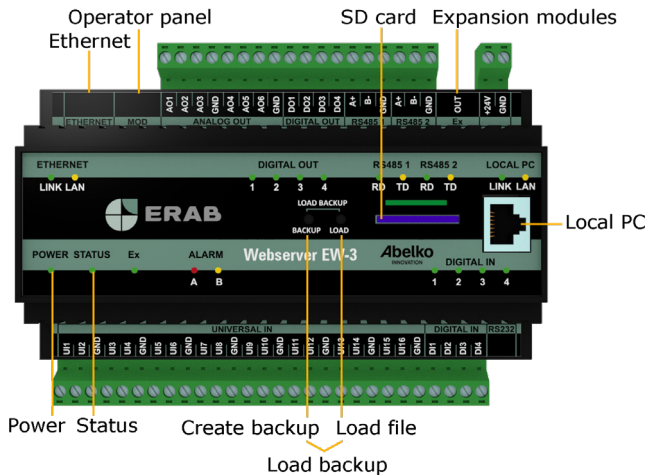 Operator panel SD card Expansion modules
Ethernet
AO1 AO2 AO3 GND AO4 AO5 AO6 GND DO1 DO2 DO3 DO4 A+ B- GND A+ B- GND OUT +24V GND
ETHERNET MOD ANALOG OUT DIGITAL OUT RS485 1 RS485 2 Ex
ETHERNET DIGITAL OUT RS485 1 RS485 2 LOCAL PC
LINK LAN 1 2 3 4 RD TD RD TD LINK LAN
LOAD BACKUP
ERAB
BACKUP LOAD
Local PC
POWER STATUS Ex ALARM Webserver EW-3 Abelko
INNOVATION
DIGITAL IN
A B 1 2 3 4
UNIVERSAL IN DIGITAL IN RS232
UI1 UI2 GND UI3 UI4 GND UI5 UI6 GND UI7 UI8 GND UI9 UI10 GND UI11 UI12 GND UI13 UI14 GND UI15 UI16 GND DI1 DI2 DI3 DI4
Power Status Create backup Load file
Load backup